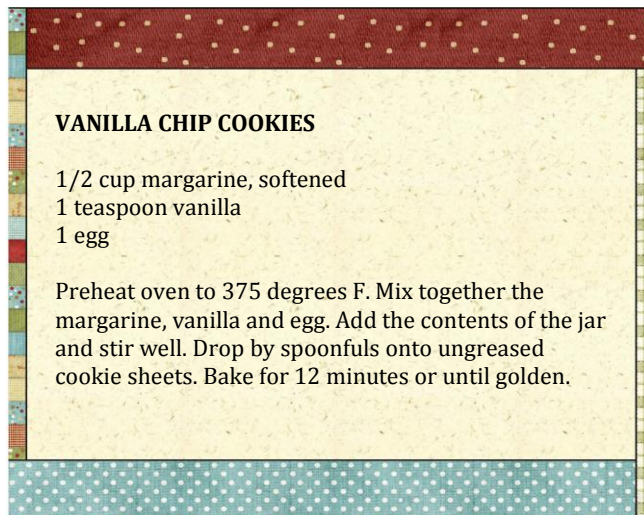 VANILLA CHIP COOKIES
1/2 cup margarine, softened
1 teaspoon vanilla
1 egg
Preheat oven to 375 degrees F. Mix together the
margarine, vanilla and egg. Add the contents of the jar
and stir well. Drop by spoonfuls onto ungreased
cookie sheets. Bake for 12 minutes or until golden.